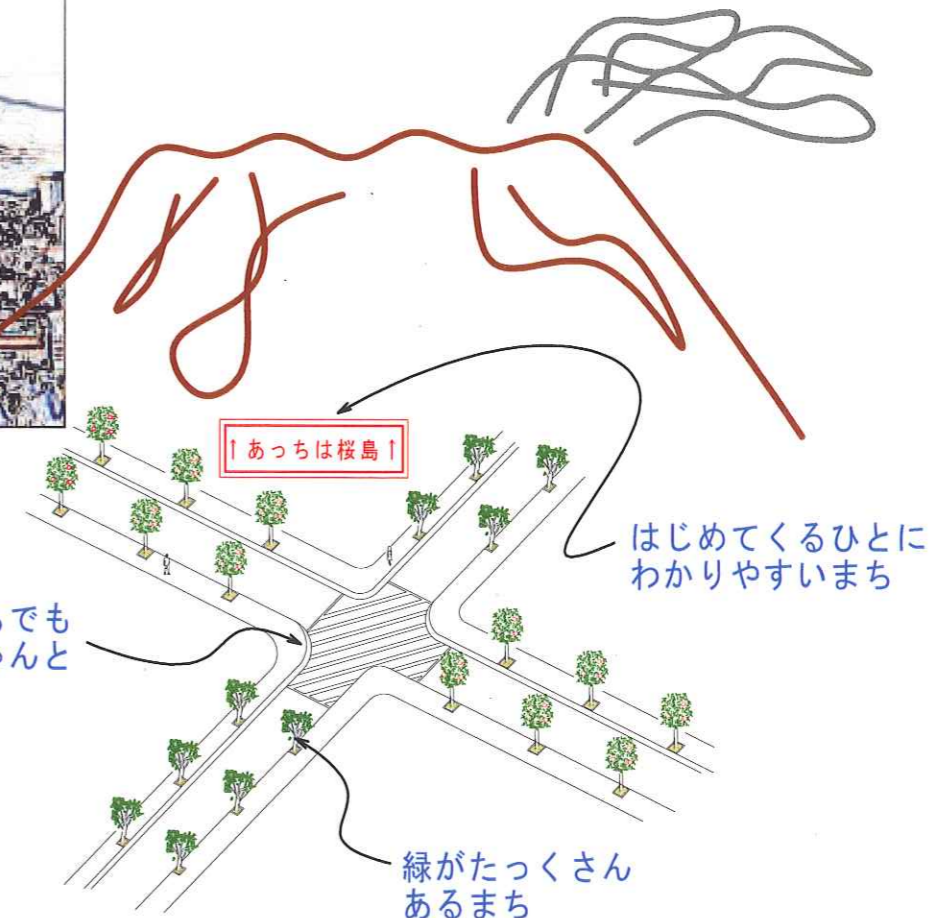 ↑あっちは桜島↑
はじめてくるひとに
わかりやすいまち
でも
んと
緑がたっくさん
あるまち